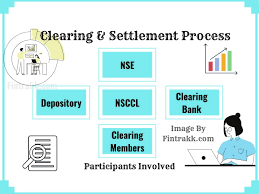 Clearing & Settlement Process
NSE
Depository
NSCCL
Clearing
Bank
Clearing
Members
Image By
Fintrakk.com
Participants Involved